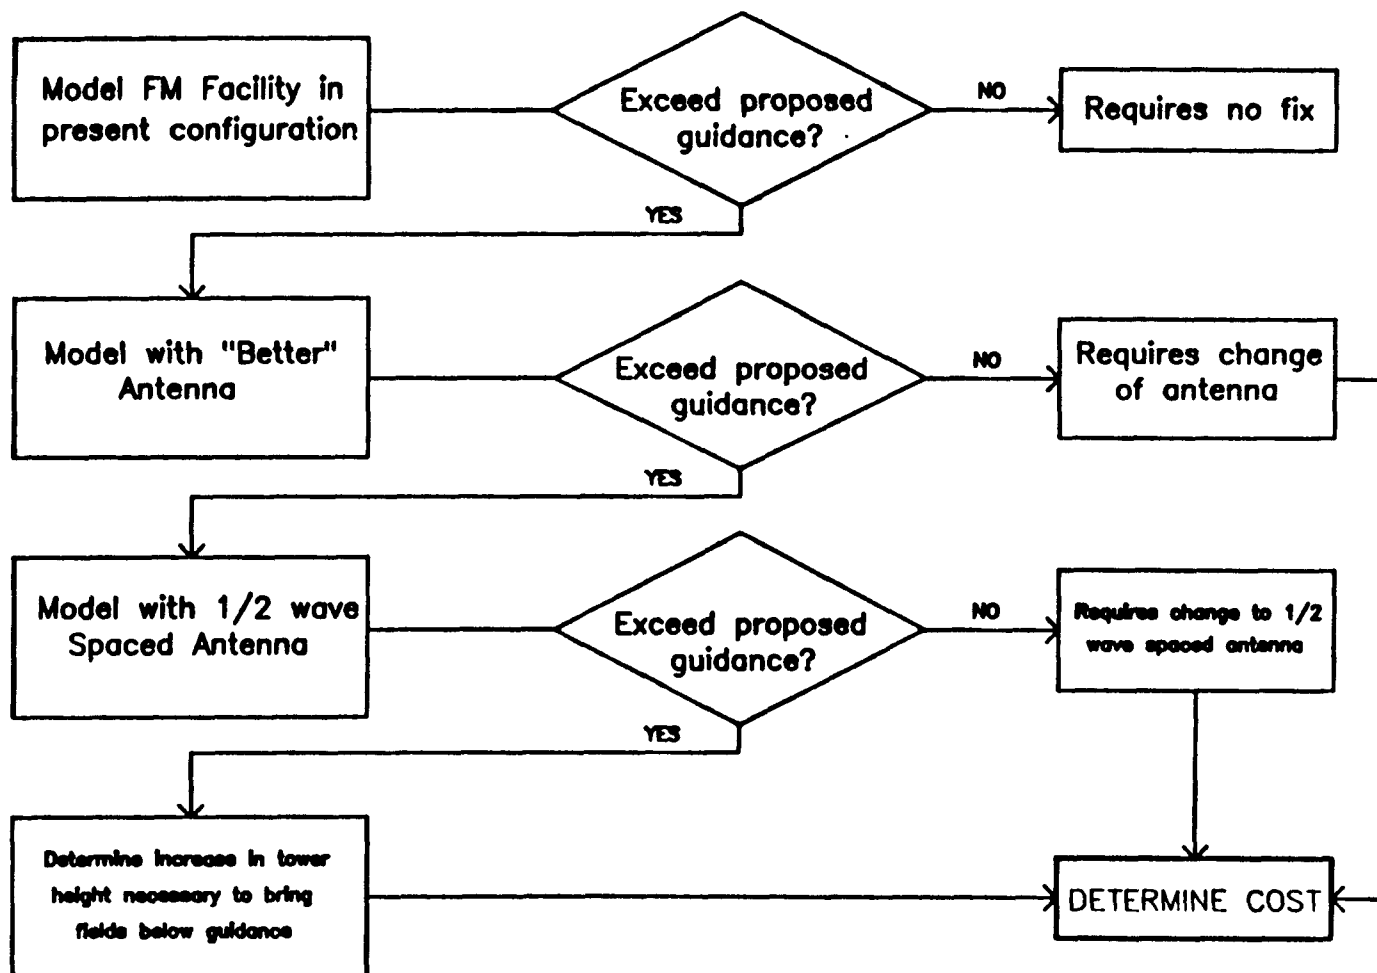 Model FM Facility in
present configuration
Exceed proposed
guidance?
NO
Requires no fix
YES
Model with "Better"
Antenna
Exceed proposed
guidance?
NO
Requires change
of antenna
YES
Model with 1/2 wave
Spaced Antenna
Exceed proposed
guidance?
NO
Requires change to 1/2
wave spaced antenna
YES
Determine increase in tower
height necessary to bring
fields below guidance
DETERMINE COST